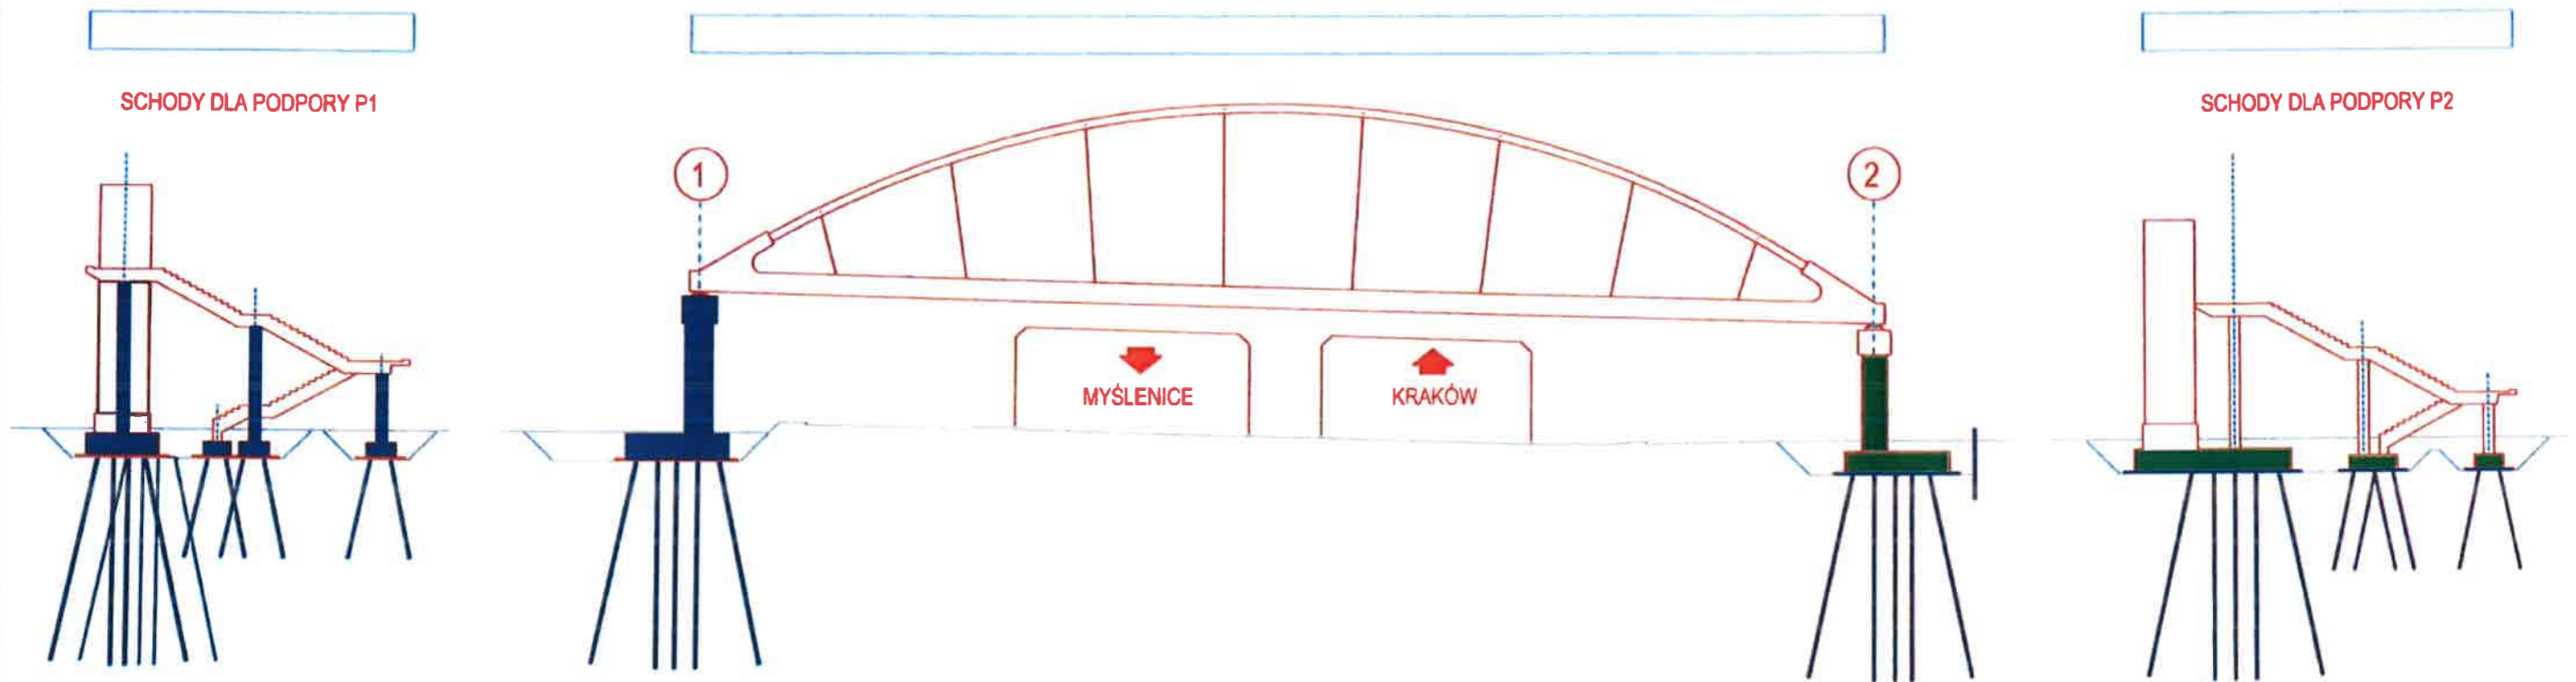 SCHODY DLA PODPORY P1
SCHODY DLA PODPORY P2
1
2
MYŚLENICE
KRAKÓW